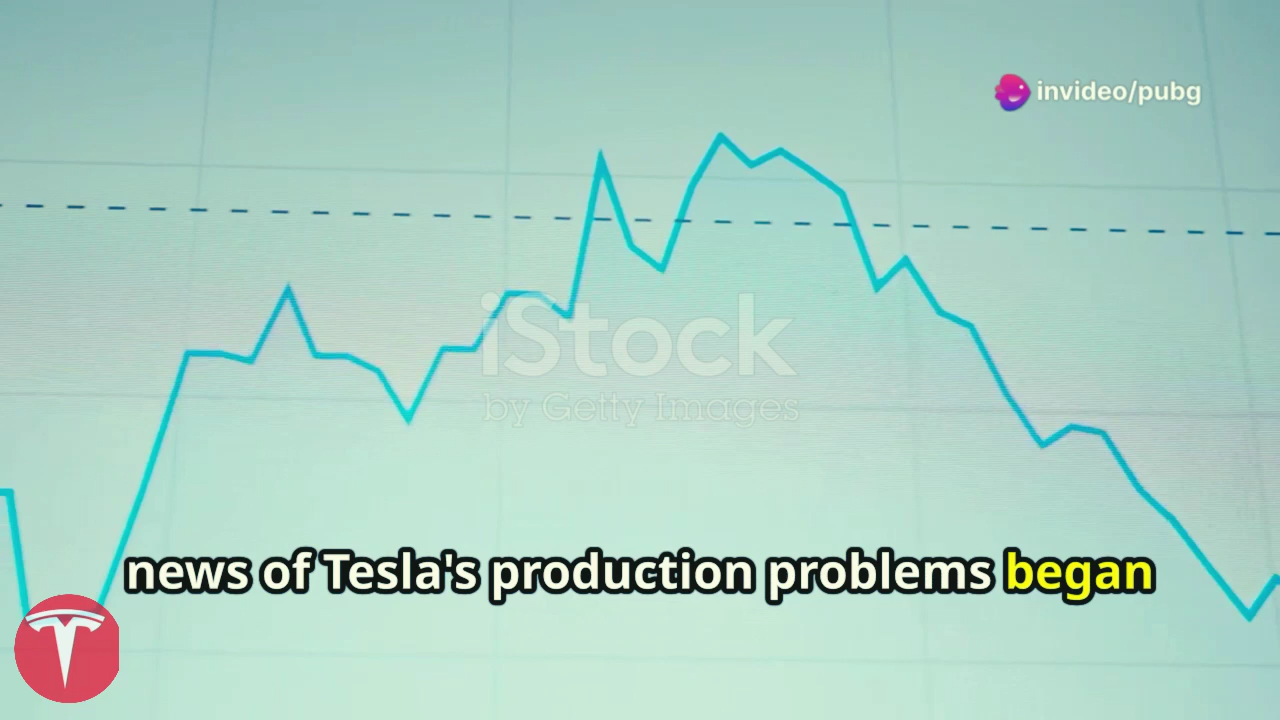 invideo/pubg
iStock
by Getty Images
news of Tesla's production problems began